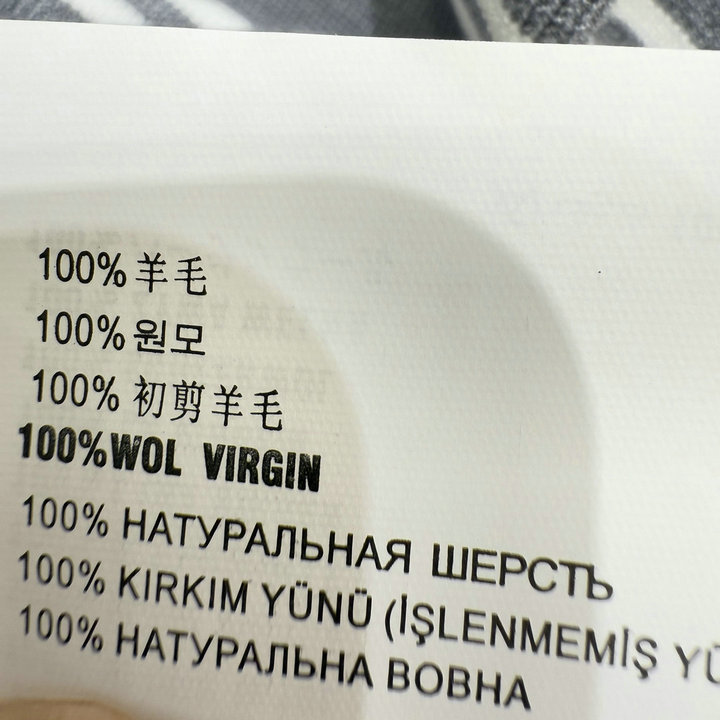 100% 羊毛
100% 원모
100% 初剪羊毛
100% WOL VIRGIN
100% НАТУРАЛЬНАЯ ШЕРСТЬ
100% KIRKIM YÜNÜ (İŞLENMEMİŞ
100% НАТУРАЛЬНА ВОВНА